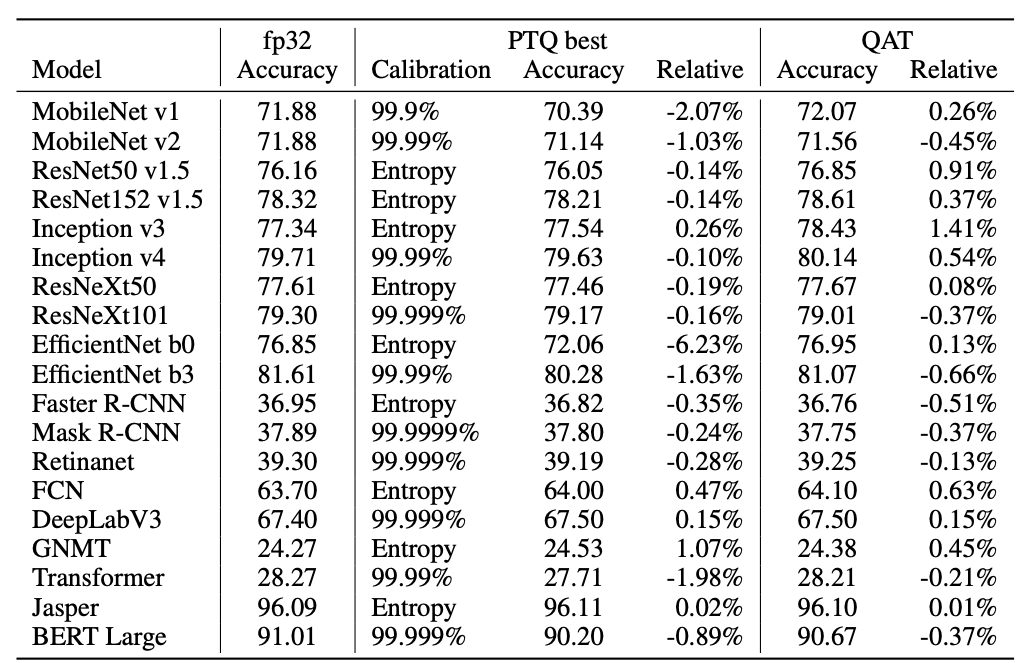 fp32 PTQ best QAT
Model Accuracy Calibration Accuracy Relative Accuracy Relative
MobileNet v1 71.88 99.9% 70.39 -2.07% 72.07 0.26%
MobileNet v2 71.88 99.99% 71.14 -1.03% 71.56 -0.45%
ResNet50 v1.5 76.16 Entropy 76.05 -0.14% 76.85 0.91%
ResNet152 v1.5 78.32 Entropy 78.21 -0.14% 78.61 0.37%
Inception v3 77.34 Entropy 77.54 0.26% 78.43 1.41%
Inception v4 79.71 99.99% 79.63 -0.10% 80.14 0.54%
ResNeXt50 77.61 Entropy 77.46 -0.19% 77.67 0.08%
ResNeXt101 79.30 99.999% 79.17 -0.16% 79.01 -0.37%
EfficientNet b0 76.85 Entropy 72.06 -6.23% 76.95 0.13%
EfficientNet b3 81.61 99.99% 80.28 -1.63% 81.07 -0.66%
Faster R-CNN 36.95 Entropy 36.82 -0.35% 36.76 -0.51%
Mask R-CNN 37.89 99.9999% 37.80 -0.24% 37.75 -0.37%
Retinanet 39.30 99.999% 39.19 -0.28% 39.25 -0.13%
FCN 63.70 Entropy 64.00 0.47% 64.10 0.63%
DeepLabV3 67.40 99.999% 67.50 0.15% 67.50 0.15%
GNMT 24.27 Entropy 24.53 1.07% 24.38 0.45%
Transformer 28.27 99.99% 27.71 -1.98% 28.21 -0.21%
Jasper 96.09 Entropy 96.11 0.02% 96.10 0.01%
BERT Large 91.01 99.999% 90.20 -0.89% 90.67 -0.37%